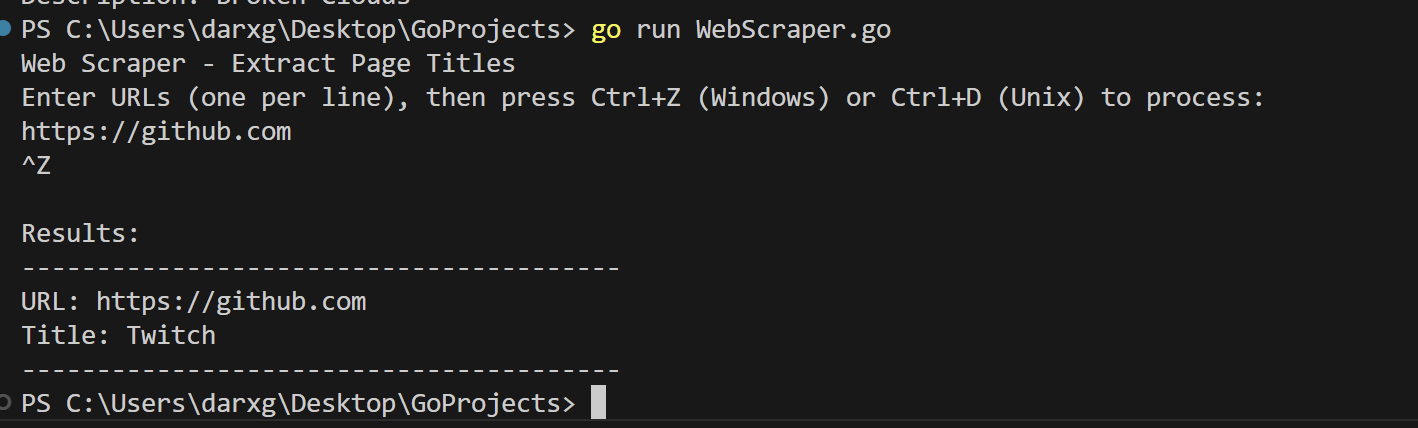 Description: Broken Clouds
PS C:\Users\darxg\Desktop\GoProjects> go run WebScraper.go
Web Scraper - Extract Page Titles
Enter URLs (one per line), then press Ctrl+Z (Windows) or Ctrl+D (Unix) to process:
https://github.com
^Z
Results:
----------------------------------------
URL: https://github.com
Title: Twitch
----------------------------------------
PS C:\Users\darxg\Desktop\GoProjects>